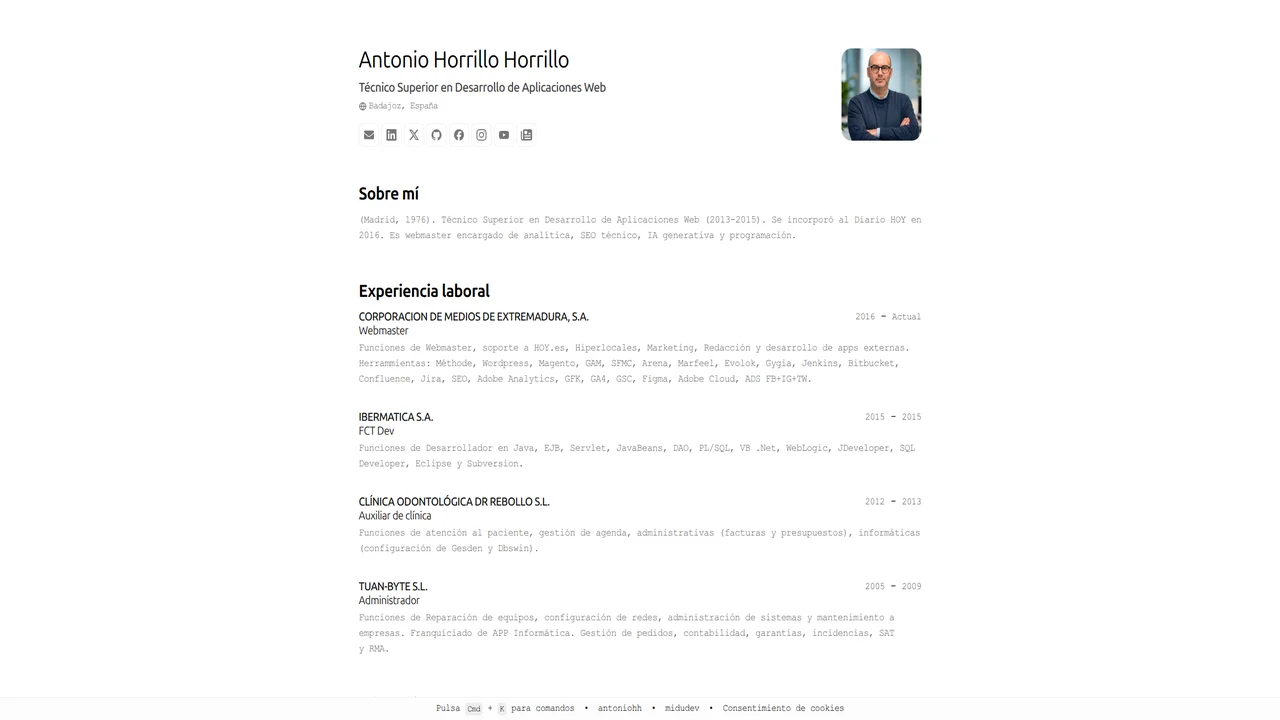 Antonio Horrillo Horrillo
Técnico Superior en Desarrollo de Aplicaciones Web
Badajoz, España
Sobre mí
(Madrid, 1976). Técnico Superior en Desarrollo de Aplicaciones Web (2013-2015). Se incorporó al Diario HOY en
2016. Es webmaster encargado de analítica, SEO técnico, IA generativa y programación.
Experiencia laboral
CORPORACION DE MEDIOS DE EXTREMADURA, S.A.
2016 - Actual
Webmaster
Funciones de Webmaster, soporte a HOY.es, Hiperlocales, Marketing, Redacción y desarrollo de apps externas.
Herrammientas: Méthode, Wordpress, Magento, GAM, SFMC, Arena, Marfeel, Evolok, Gygia, Jenkins, Bitbucket,
Confluence, Jira, SEO, Adobe Analytics, GFK, GA4, GSC, Figma, Adobe Cloud, ADS FB+IG+TW.
IBERMATICA S.A.
2015 - 2015
FCT Dev
Funciones de Desarrollador en Java, EJB, Servlet, JavaBeans, DAO, PL/SQL, VB .Net, WebLogic, JDeveloper, SQL
Developer, Eclipse y Subversion.
CLÍNICA ODONTOLÓGICA DR REBOLLO S.L.
2012 - 2013
Auxiliar de clínica
Funciones de atención al paciente, gestión de agenda, administrativas (facturas y presupuestos), informáticas
(configuración de Gesden y Dbswin).
TUAN-BYTE S.L.
2005 - 2009
Administrador
Funciones de Reparación de equipos, configuración de redes, administración de sistemas y mantenimiento a
empresas. Franquiciado de APP Informática. Gestión de pedidos, contabilidad, garantias, incidencias, SAT
y RMA.
Pulsa Cmd + K para comandos • antoniohh • midudev • Consentimiento de cookies